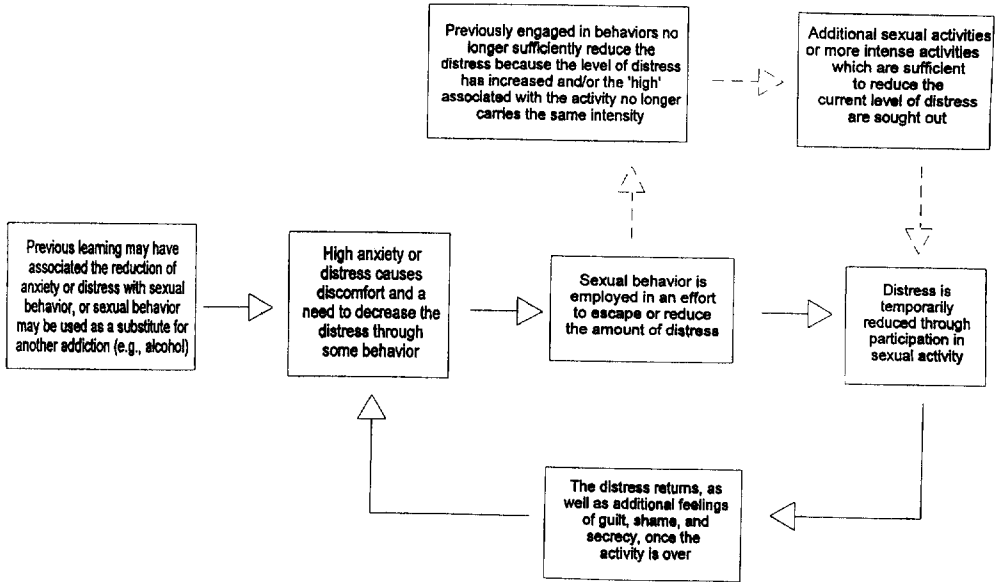 Previously engaged in behaviors no
longer sufficiently reduce the
distress because the level of distress
has increased and/or the 'high'
associated with the activity no longer
carries the same intensity
Additional sexual activities
or more intense activities
which are sufficient
to reduce the
current level of distress
are sought out
Previous learning may have
associated the reduction of
anxiety or distress with sexual
behavior, or sexual behavior
may be used as a substitute for
another addiction (e.g., alcohol)
High anxiety or
distress causes
discomfort and a
need to decrease the
distress through
some behavior
Sexual behavior is
employed in an effort
to escape or reduce
the amount of distress
Distress is
temporarily
reduced through
participation in
sexual activity
The distress returns, as
well as additional feelings
of guilt, shame, and
secrecy, once the
activity is over